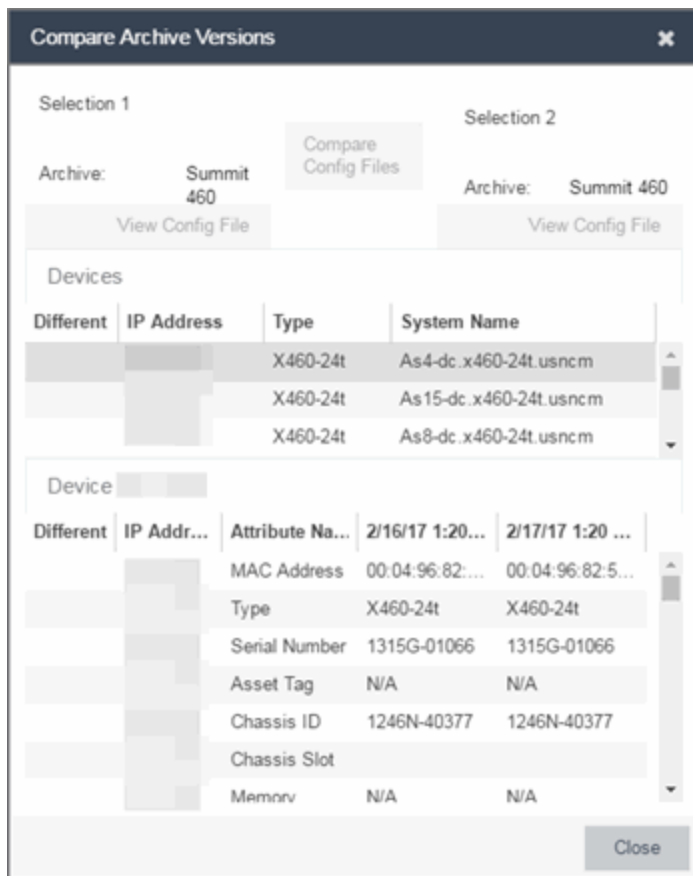 Compare Archive Versions
Selection 1
Selection 2
Compare
Config Files
Archive: Summit
460
Archive: Summit 460
View Config File
View Config File
Devices
Different IP Address Type System Name
X460-24t As4-dc.x460-24t.usncm
X460-24t As15-dc.x460-24t.usncm
X460-24t As8-dc.x460-24t.usncm
Device
Different IP Addr... Attribute Na... 2/16/17 1:20... 2/17/17 1:20 ...
MAC Address 00:04:96:82:... 00:04:96:82:5...
Type X460-24t X460-24t
Serial Number 1315G-01066 1315G-01066
Asset Tag N/A N/A
Chassis ID 1246N-40377 1246N-40377
Chassis Slot
Memory N/A N/A
Close